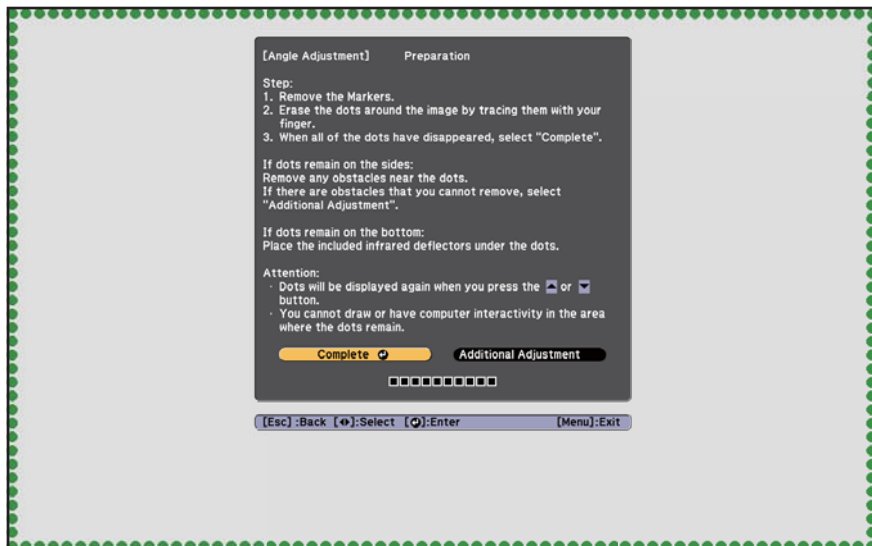 [Angle Adjustment] Preparation
Step:
1. Remove the Markers.
2. Erase the dots around the image by tracing them with your
finger.
3. When all of the dots have disappeared, select "Complete".
If dots remain on the sides:
Remove any obstacles near the dots.
If there are obstacles that you cannot remove, select
"Additional Adjustment".
If dots remain on the bottom:
Place the included infrared deflectors under the dots.
Attention:
· Dots will be displayed again when you press the ▲ or ▼
button.
· You cannot draw or have computer interactivity in the area
where the dots remain.
Complete Additional Adjustment
[Esc] :Back [◆]:Select [⏎]:Enter [Menu]:Exit